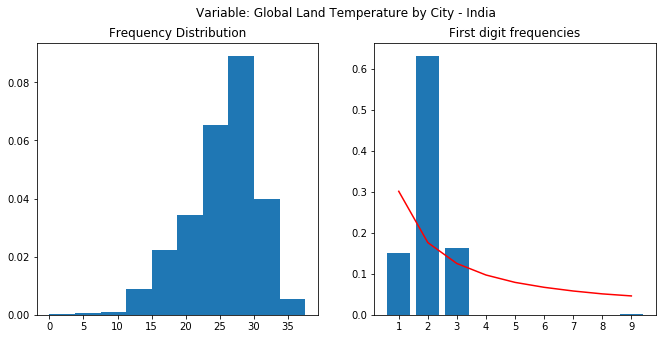 Variable: Global Land Temperature by City - India
Frequency Distribution
First digit frequencies
0.08
0.06
0.04
0.02
0.00
0 5 10 15 20 25 30 35
0.6
0.5
0.4
0.3
0.2
0.1
0.0
1 2 3 4 5 6 7 8 9